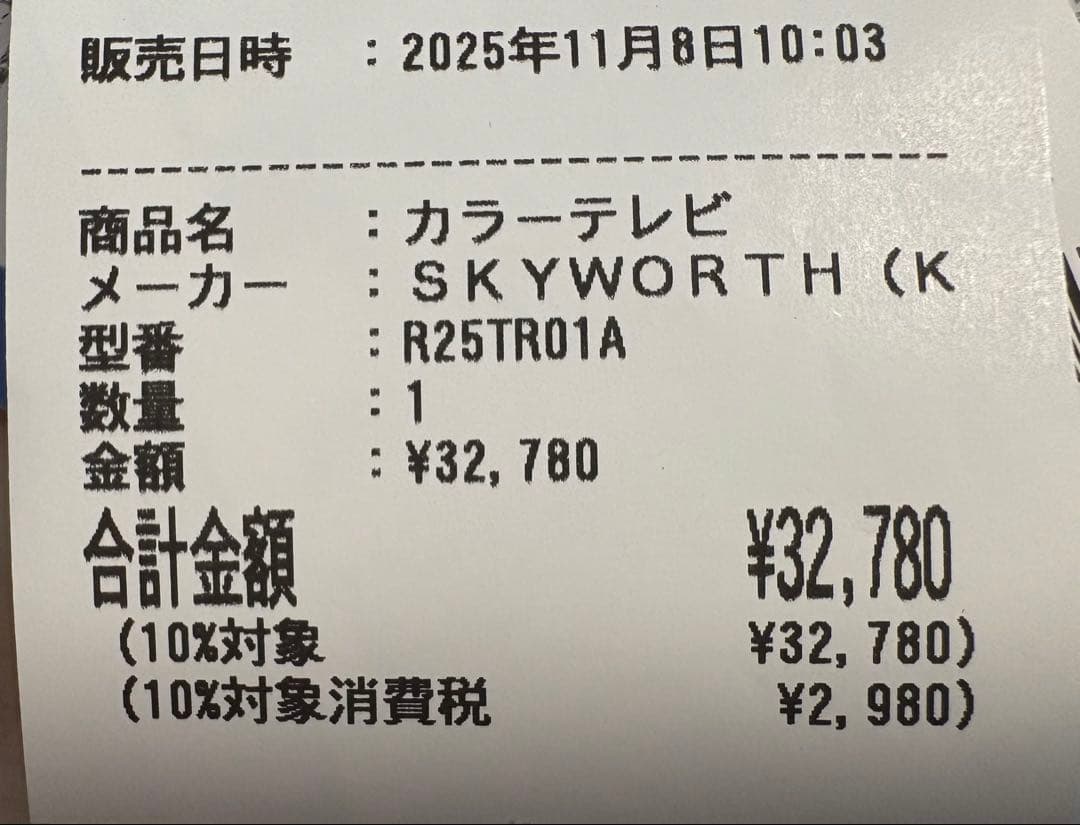 販売日時 : 2025年11月8日10:03
商品名 : カラーテレビ
メーカー : ＳＫＹＷＯＲＴＨ（Ｋ
型番 : R25TR01A
数量 : 1
金額 : ¥32,780
合計金額 ¥32,780
(10%対象 ¥32,780)
(10%対象消費税 ¥2,980)